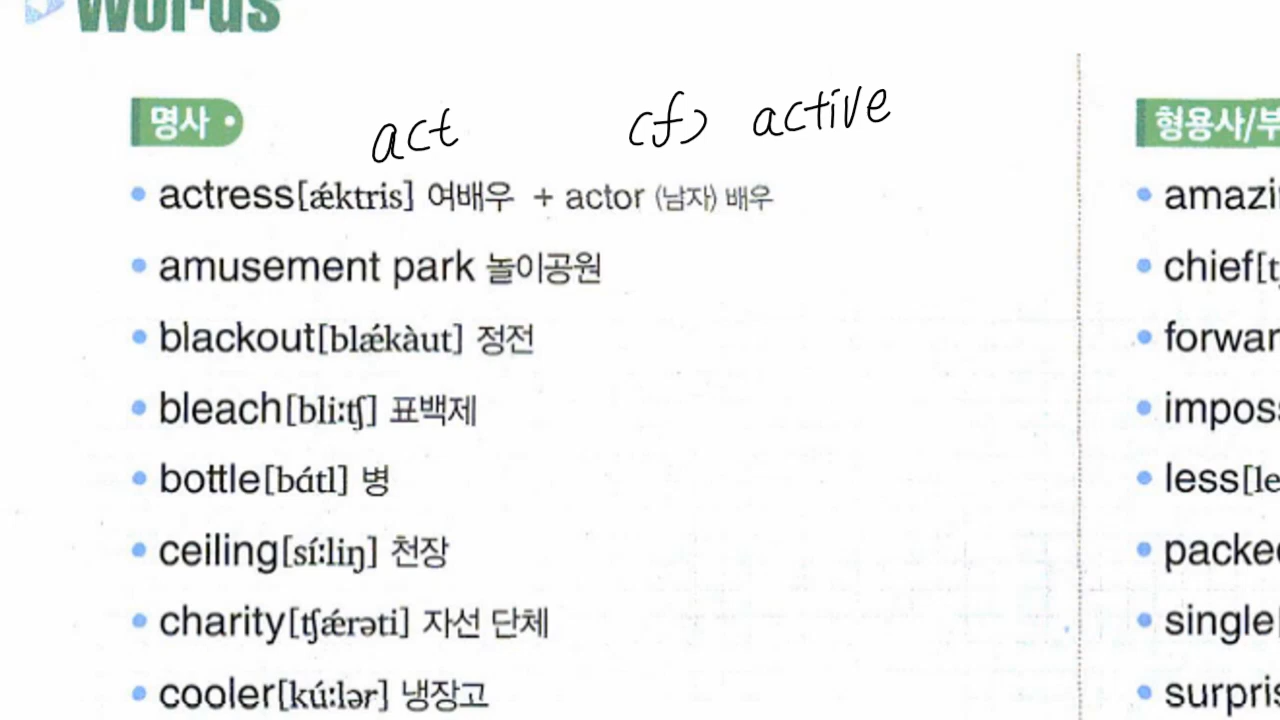 Words
명사
act cf) active
actress[ǽktris] 여배우 + actor (남자) 배우
amusement park 놀이공원
blackout[blǽkàut] 정전
bleach[bli:tʃ] 표백제
bottle[bátl] 병
ceiling[sí:liŋ] 천장
charity[tʃǽrəti] 자선 단체
cooler[kú:lər] 냉장고
형용사/부
amazi
chief[t
forwar
imposs
less[le
packed
single[
surpris